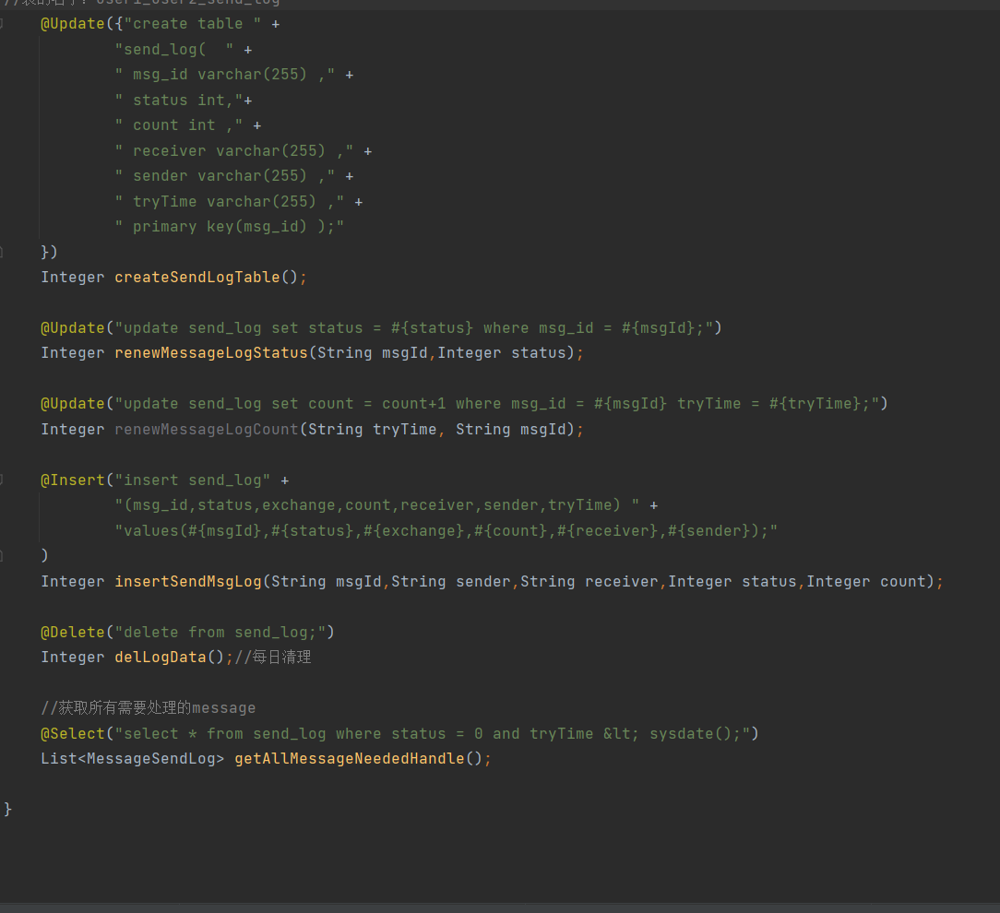 @Update({"create table " +
"send_log(  " +
" msg_id varchar(255) ," +
" status int,"+
" count int ," +
" receiver varchar(255) ," +
" sender varchar(255) ," +
" tryTime varchar(255) ," +
" primary key(msg_id) );"
})
Integer createSendLogTable();
@Update("update send_log set status = #{status} where msg_id = #{msgId};")
Integer renewMessageLogStatus(String msgId,Integer status);
@Update("update send_log set count = count+1 where msg_id = #{msgId} tryTime = #{tryTime};")
Integer renewMessageLogCount(String tryTime, String msgId);
@Insert("insert send_log" +
"(msg_id,status,exchange,count,receiver,sender,tryTime) " +
"values(#{msgId},#{status},#{exchange},#{count},#{receiver},#{sender});"
)
Integer insertSendMsgLog(String msgId,String sender,String receiver,Integer status,Integer count);
@Delete("delete from send_log;")
Integer delLogData();//每日清理
//获取所有需要处理的message
@Select("select * from send_log where status = 0 and tryTime &lt; sysdate();")
List<MessageSendLog> getAllMessageNeededHandle();
}